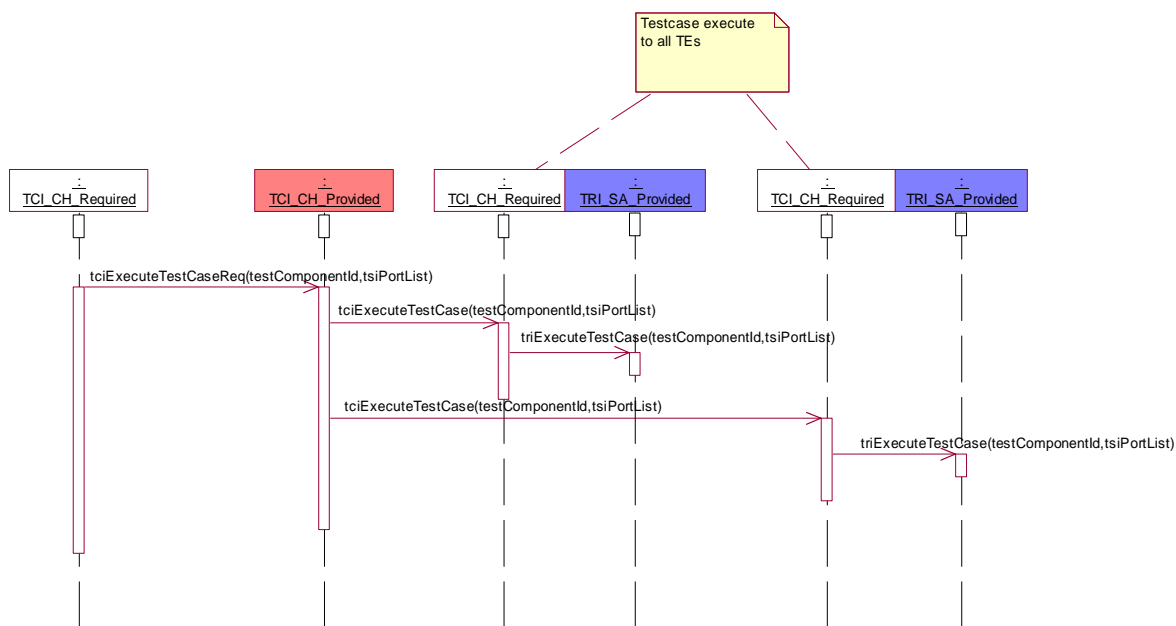 Testcase execute
to all TEs
:
TCI_CH_Required
:
TCI_CH_Provided
:
TCI_CH_Required
:
TRI_SA_Provided
:
TCI_CH_Required
:
TRI_SA_Provided
tciExecuteTestCaseReq(testComponentId,tsiPortList)
tciExecuteTestCase(testComponentId,tsiPortList)
triExecuteTestCase(testComponentId,tsiPortList)
tciExecuteTestCase(testComponentId,tsiPortList)
triExecuteTestCase(testComponentId,tsiPortList)